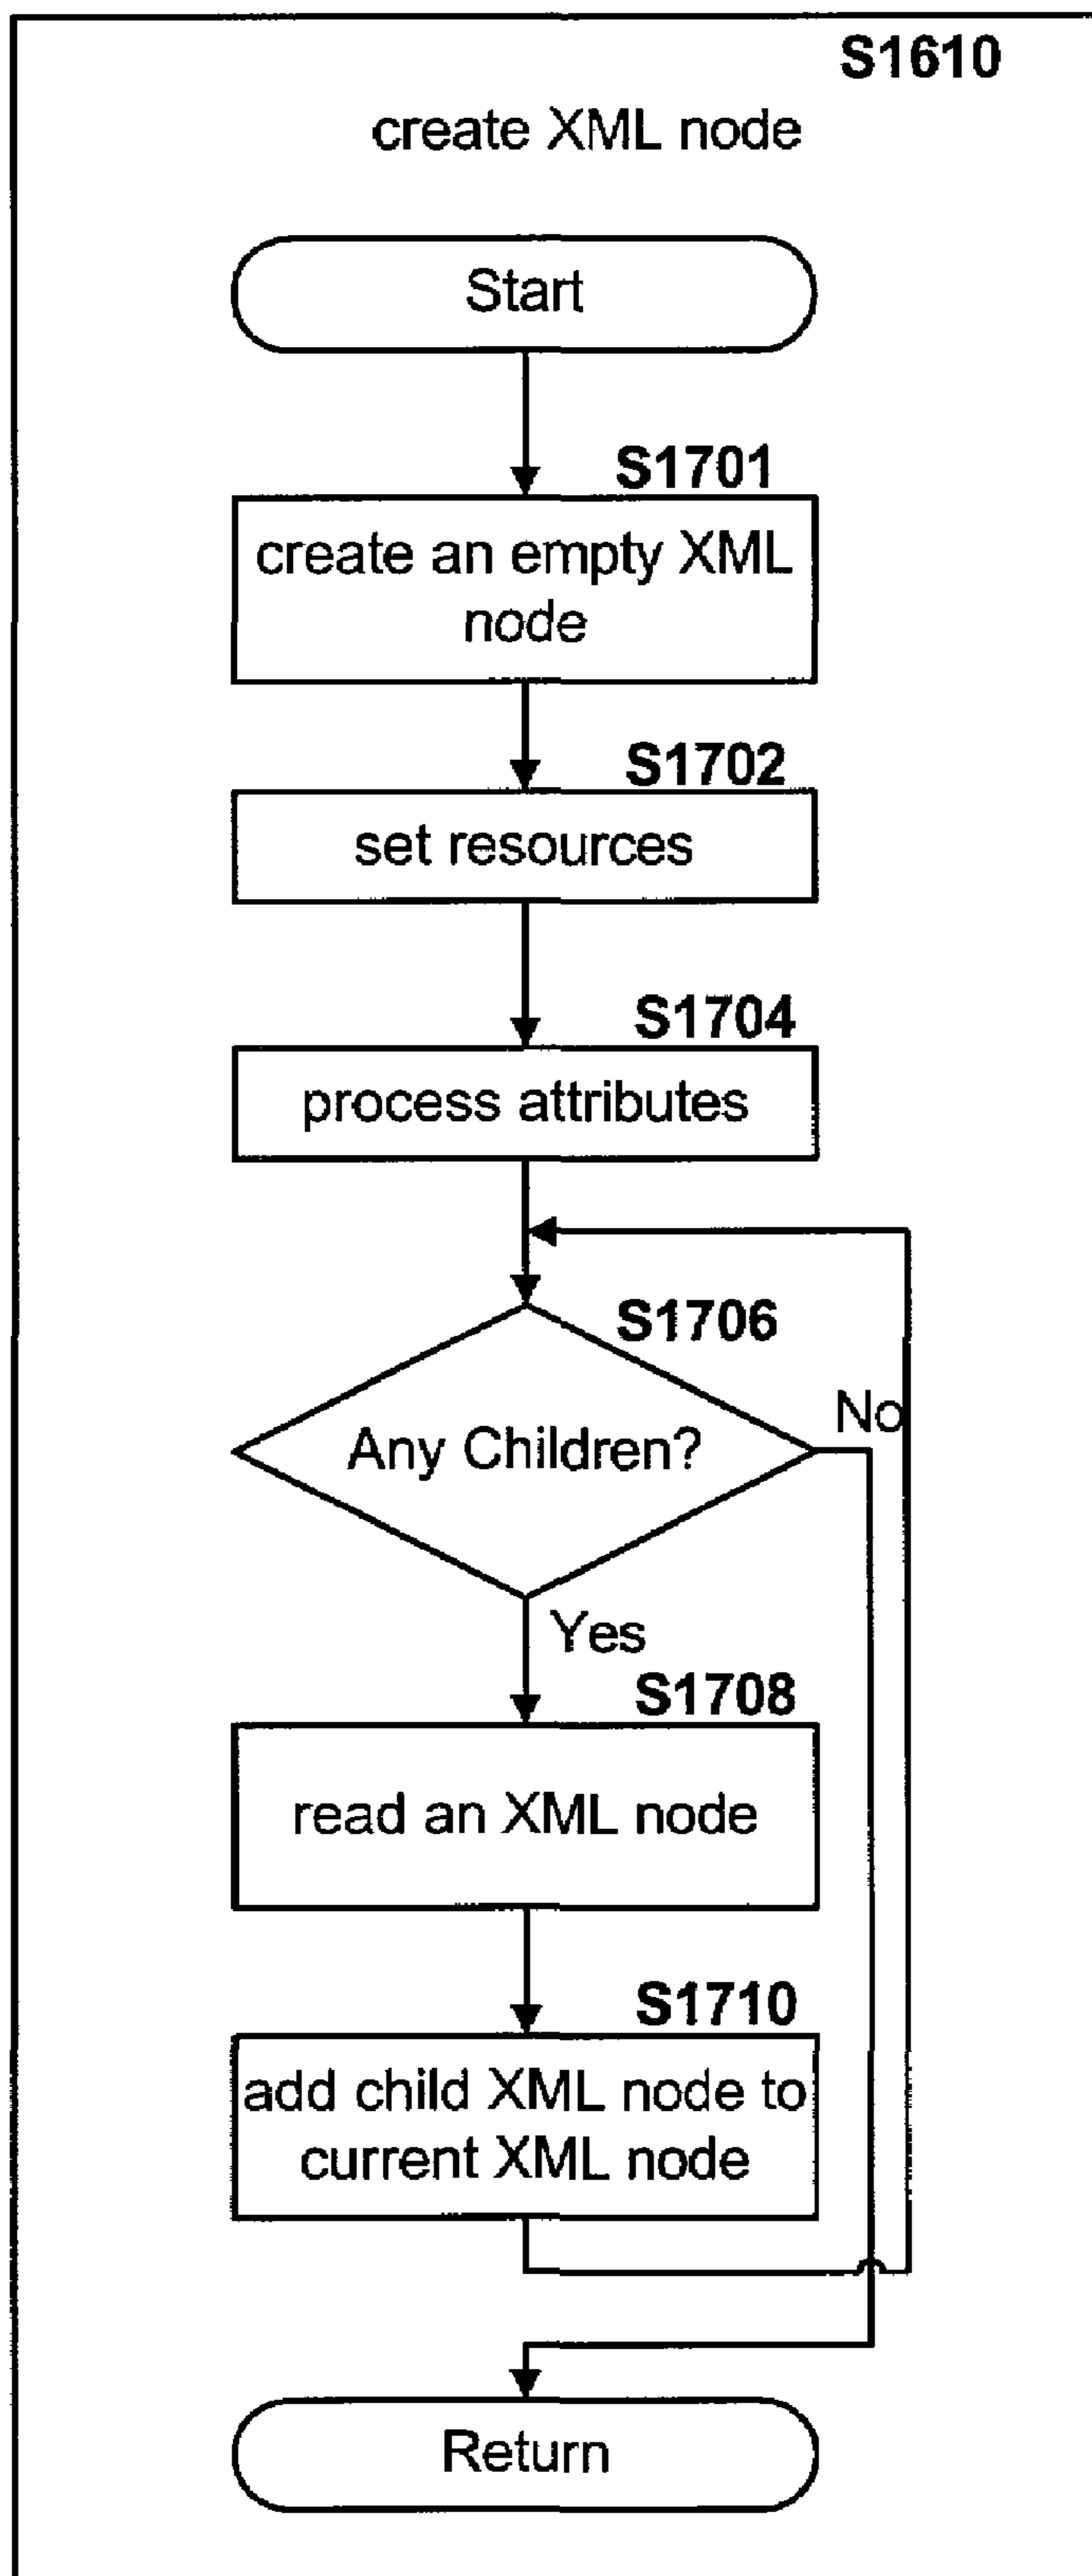 S1610
create XML node
Start
S1701
create an empty XML
node
S1702
set resources
S1704
process attributes
S1706
Any Children?
No
Yes
S1708
read an XML node
S1710
add child XML node to
current XML node
Return